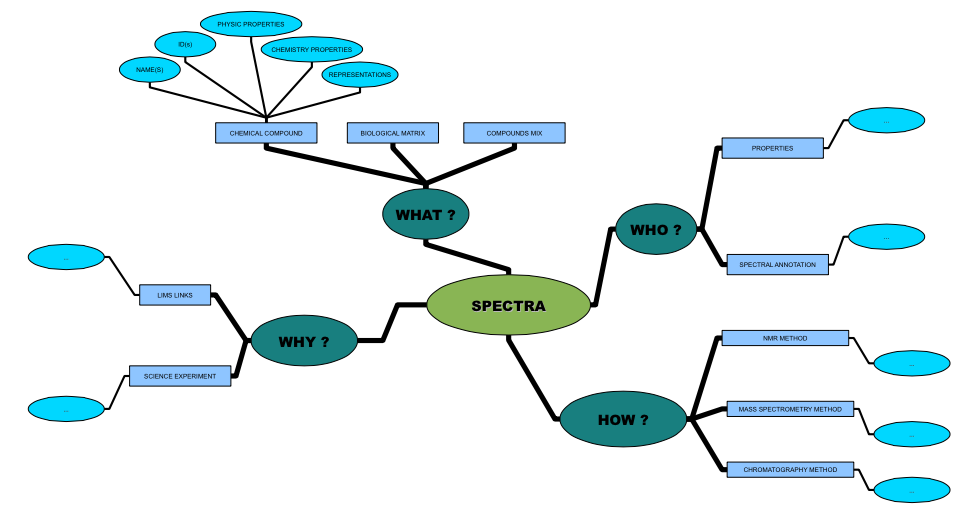 PHYSIC PROPERTIES
ID(s)
CHEMISTRY PROPERTIES
NAME(S)
REPRESENTATIONS
CHEMICAL COMPOUND
BIOLOGICAL MATRIX
COMPOUNDS MIX
WHAT ?
PROPERTIES
...
WHO ?
SPECTRAL ANNOTATION
...
SPECTRA
...
LIMS LINKS
WHY ?
SCIENCE EXPERIMENT
...
NMR METHOD
...
HOW ?
MASS SPECTROMETRY METHOD
...
CHROMATOGRAPHY METHOD
...